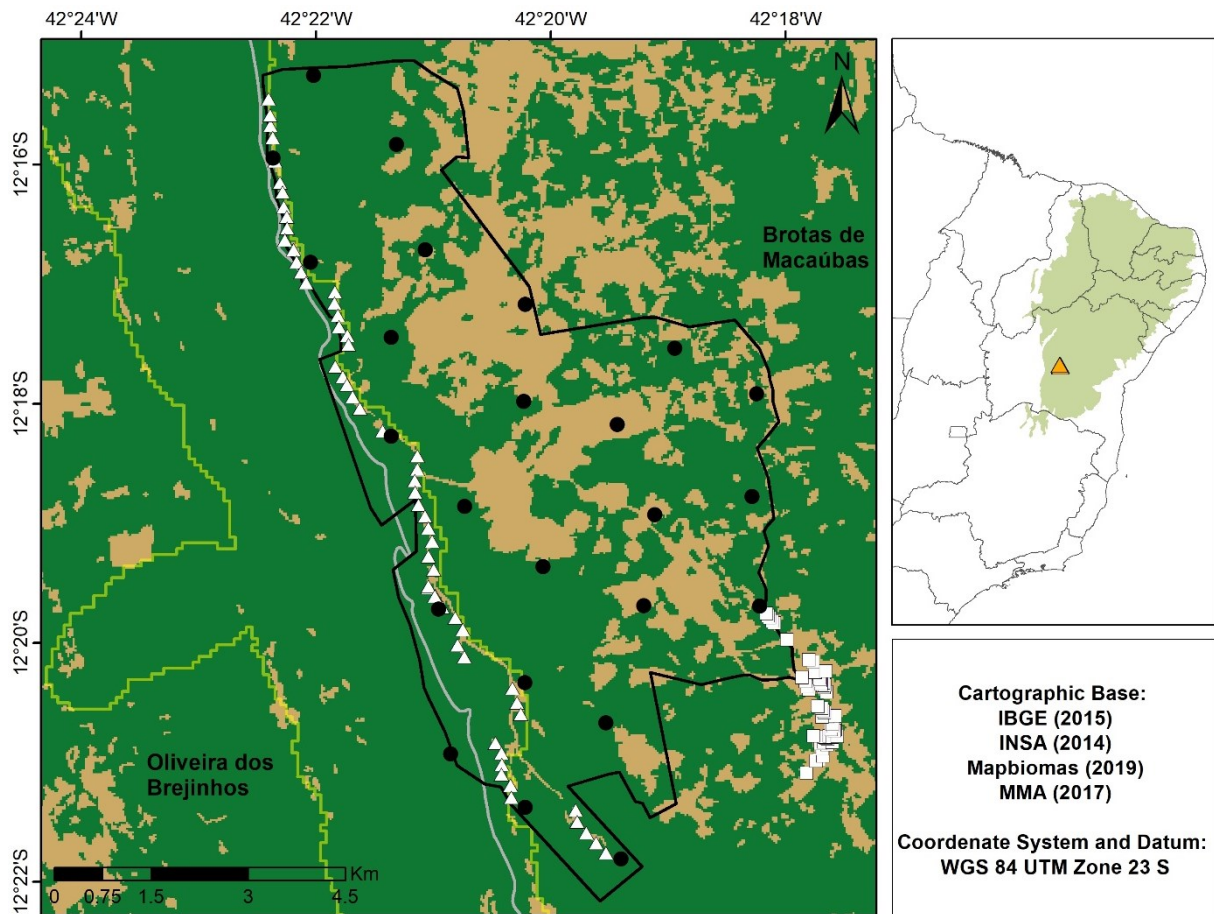 42°24'W 42°22'W 42°20'W 42°18'W
N
12°16'S
Brotas de
Macaúbas
12°18'S
12°20'S
Oliveira dos
Brejinhos
12°22'S
Km
0 0.75 1.5 3 4.5
Cartographic Base:
IBGE (2015)
INSA (2014)
Mapbiomas (2019)
MMA (2017)
Coordenate System and Datum:
WGS 84 UTM Zone 23 S